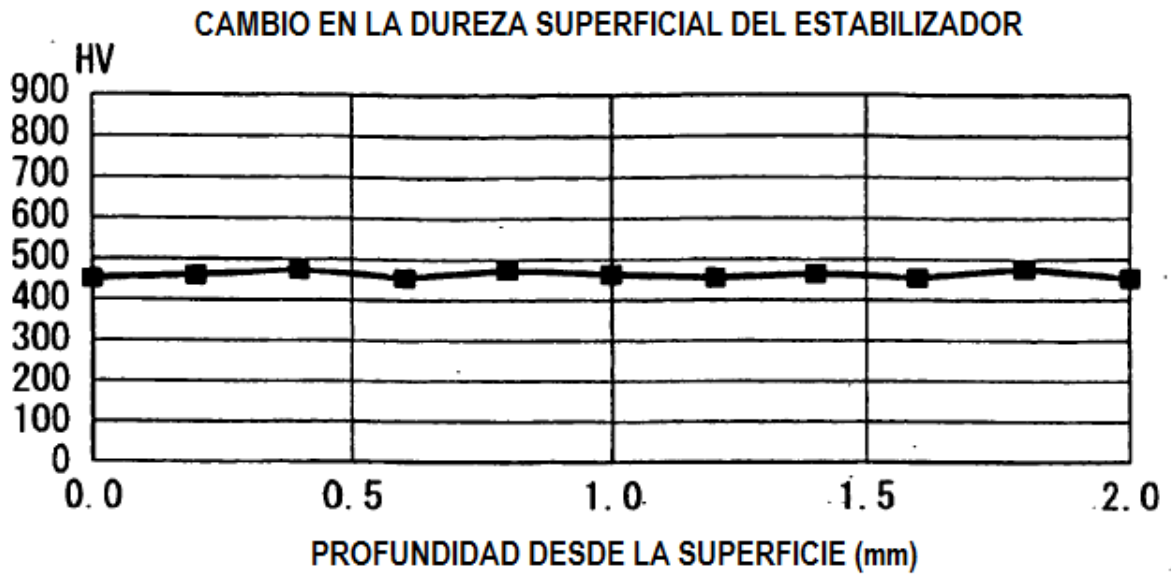 CAMBIO EN LA DUREZA SUPERFICIAL DEL ESTABILIZADOR
HV
900
800
700
600
500
400
300
200
100
0
0.0 0.5 1.0 1.5 2.0
PROFUNDIDAD DESDE LA SUPERFICIE (mm)